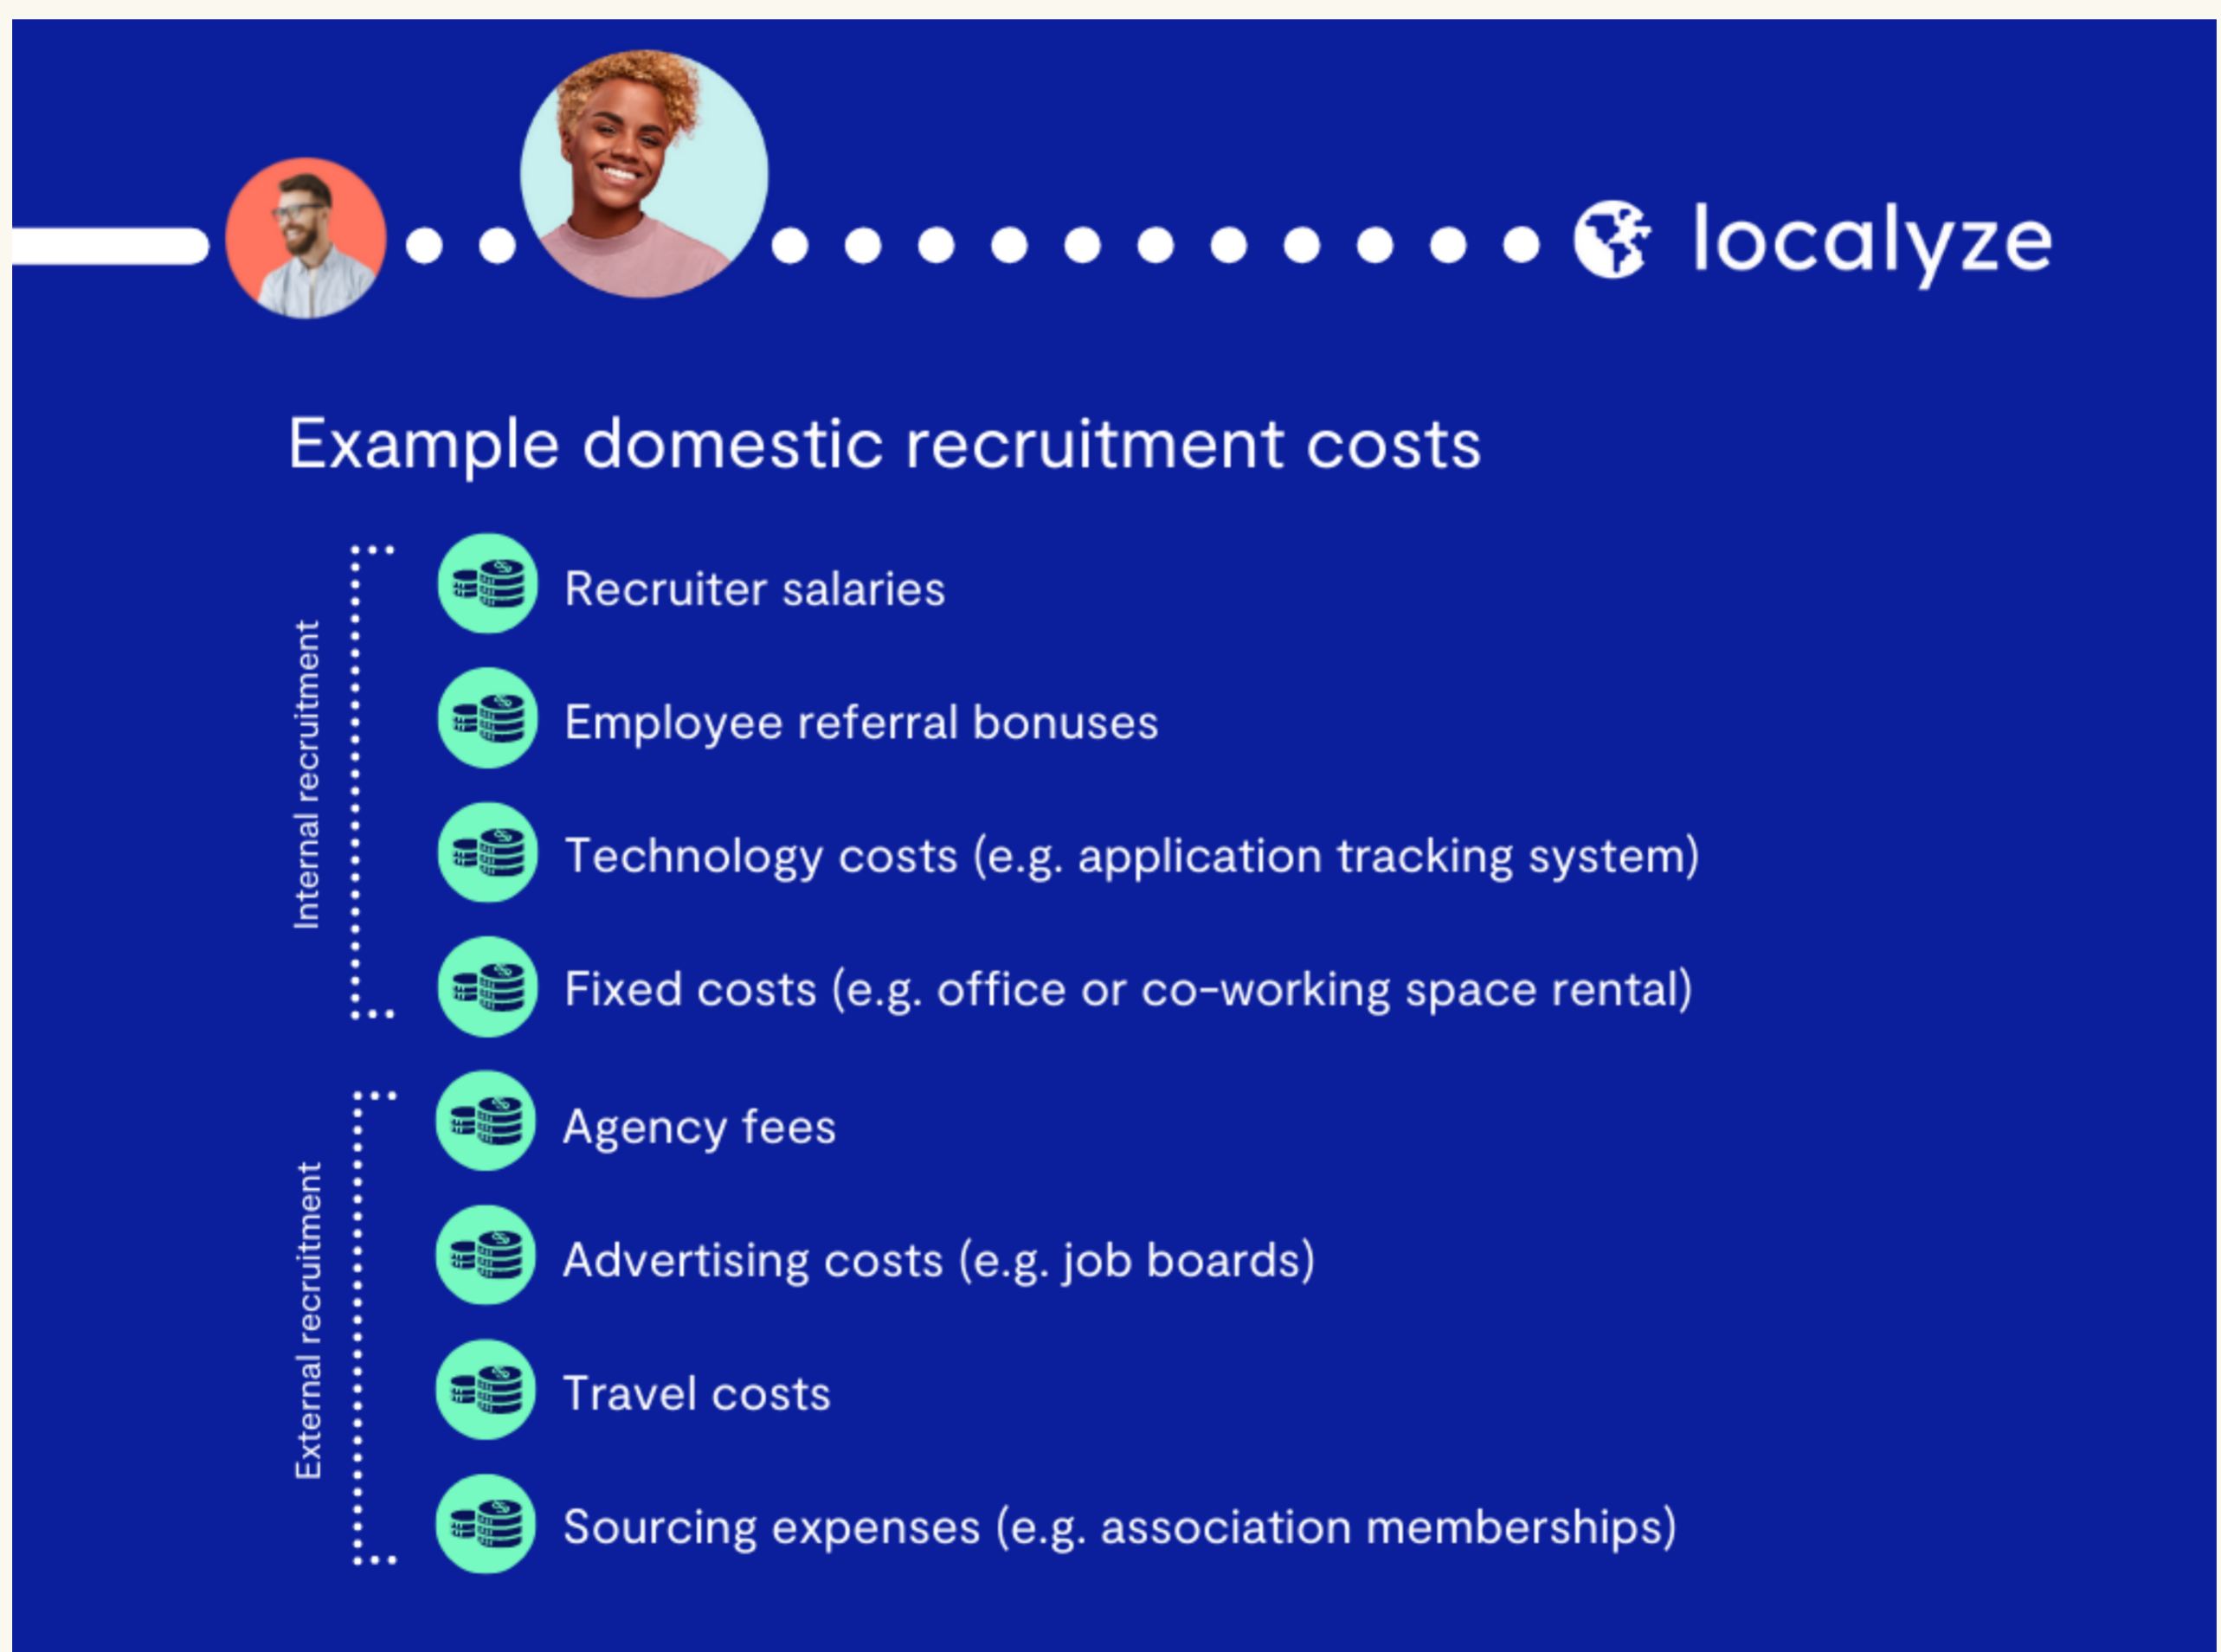 localyze
Example domestic recruitment costs
Internal recruitment
Recruiter salaries
Employee referral bonuses
Technology costs (e.g. application tracking system)
Fixed costs (e.g. office or co-working space rental)
External recruitment
Agency fees
Advertising costs (e.g. job boards)
Travel costs
Sourcing expenses (e.g. association memberships)